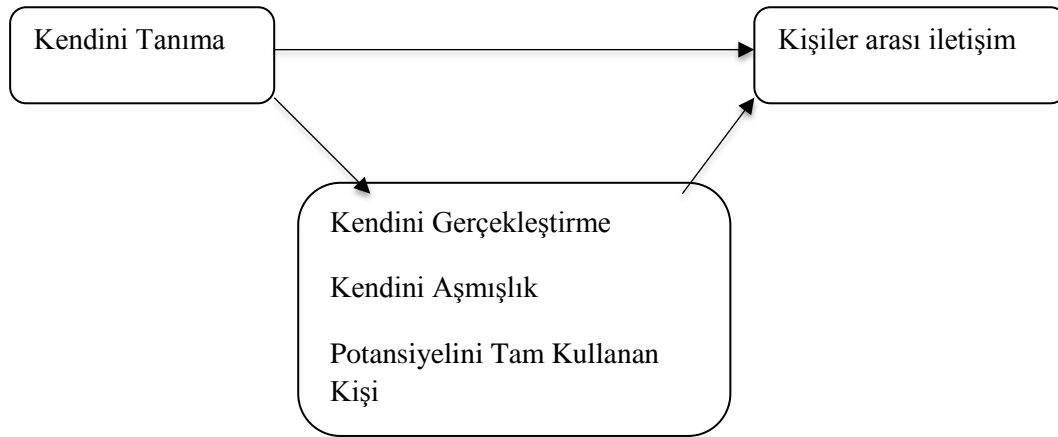 Kendini Tanıma
Kişiler arası iletişim
Kendini Gerçekleştirme
Kendini Aşmışlık
Potansiyelini Tam Kullanan
Kişi